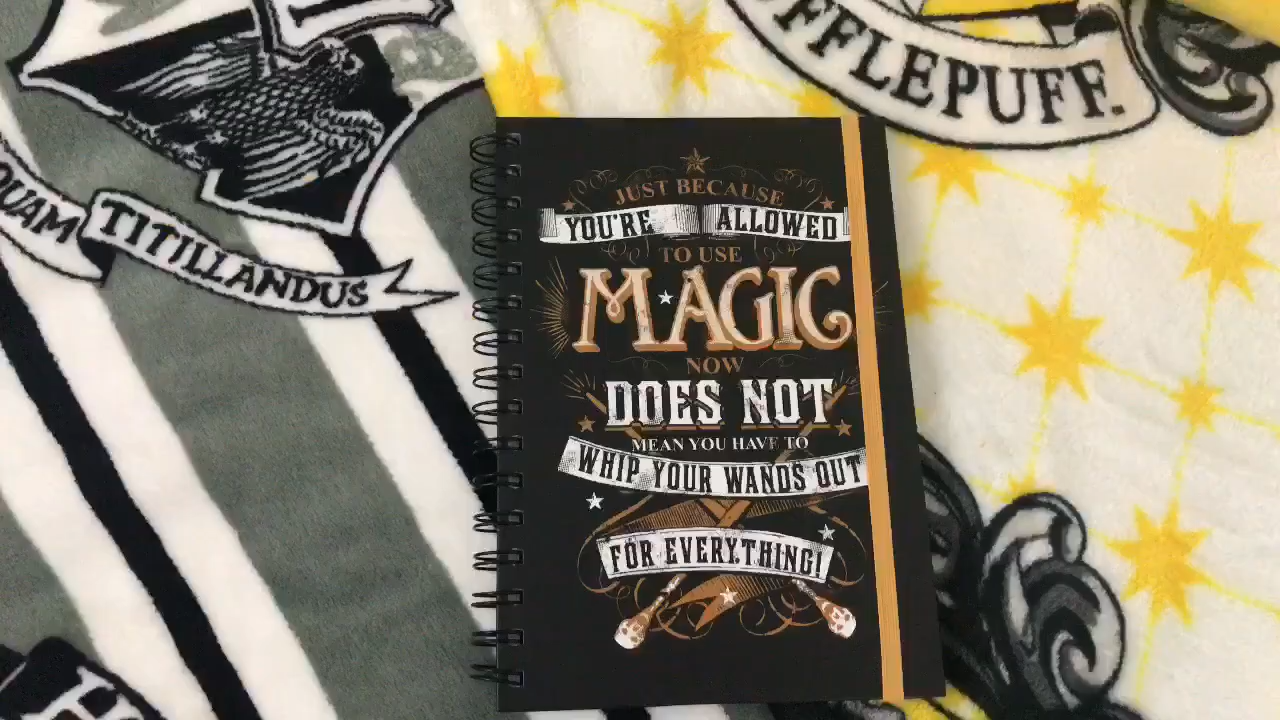 QUAM TITILLANDUS
FFLEPUFF.
JUST BECAUSE
YOU'RE ALLOWED
TO USE
MAGIC
NOW
DOES NOT
MEAN YOU HAVE TO
WHIP YOUR WANDS OUT
FOR EVERYTHING!